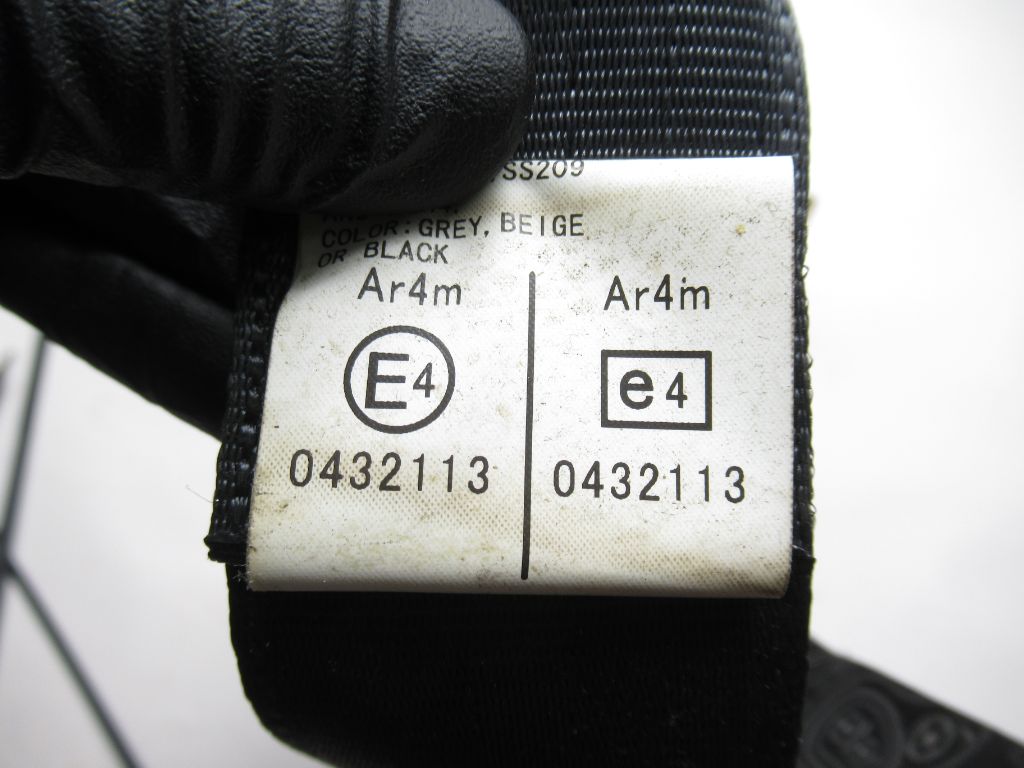 SS209
COLOR:GREY, BEIGE
OR BLACK
Ar4m
E4
0432113
Ar4m
e4
0432113